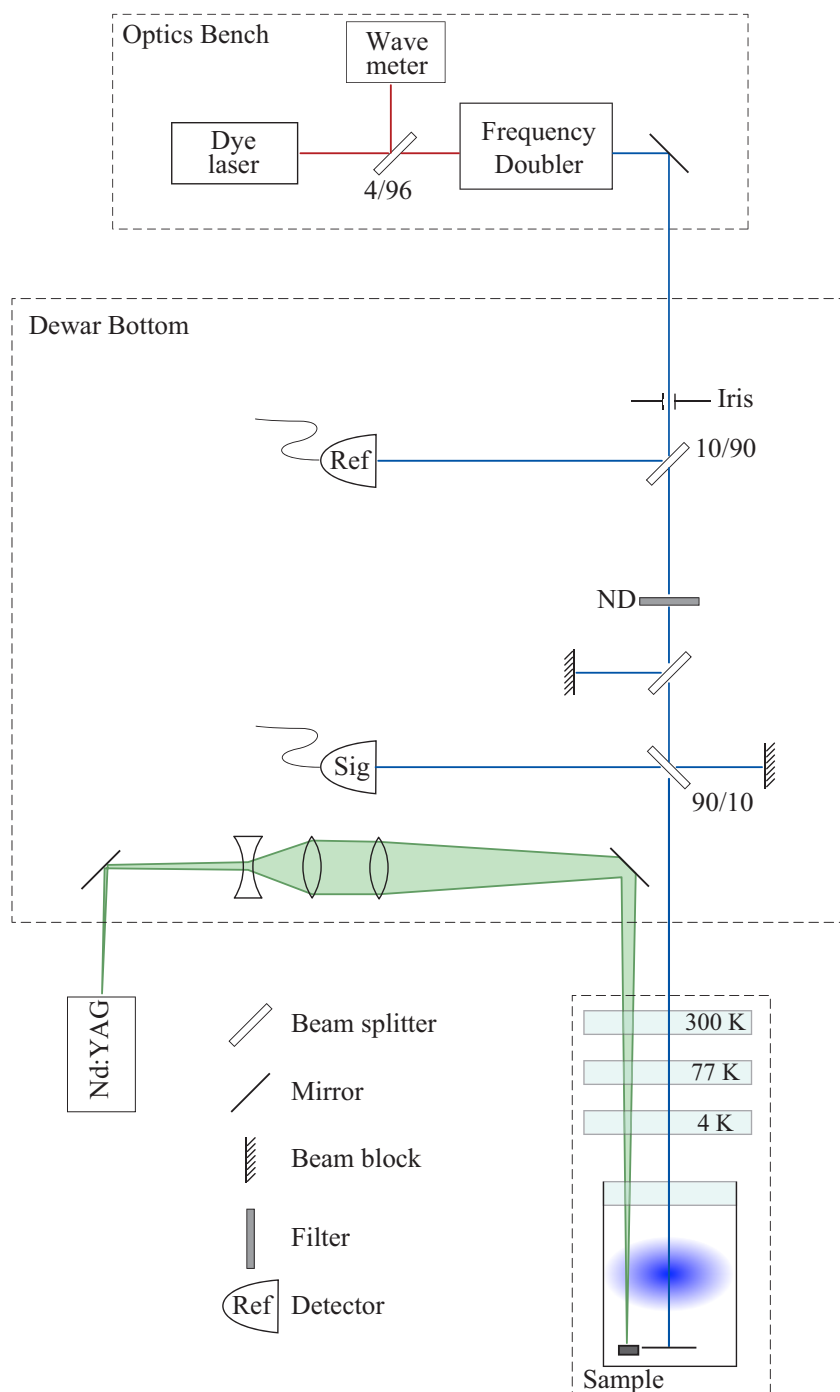 Optics Bench
Wave
meter
Dye
laser
Frequency
Doubler
4/96
Dewar Bottom
Iris
Ref
10/90
ND
Sig
90/10
Nd:YAG
Beam splitter
Mirror
Beam block
Filter
Ref
Detector
300 K
77 K
4 K
Sample